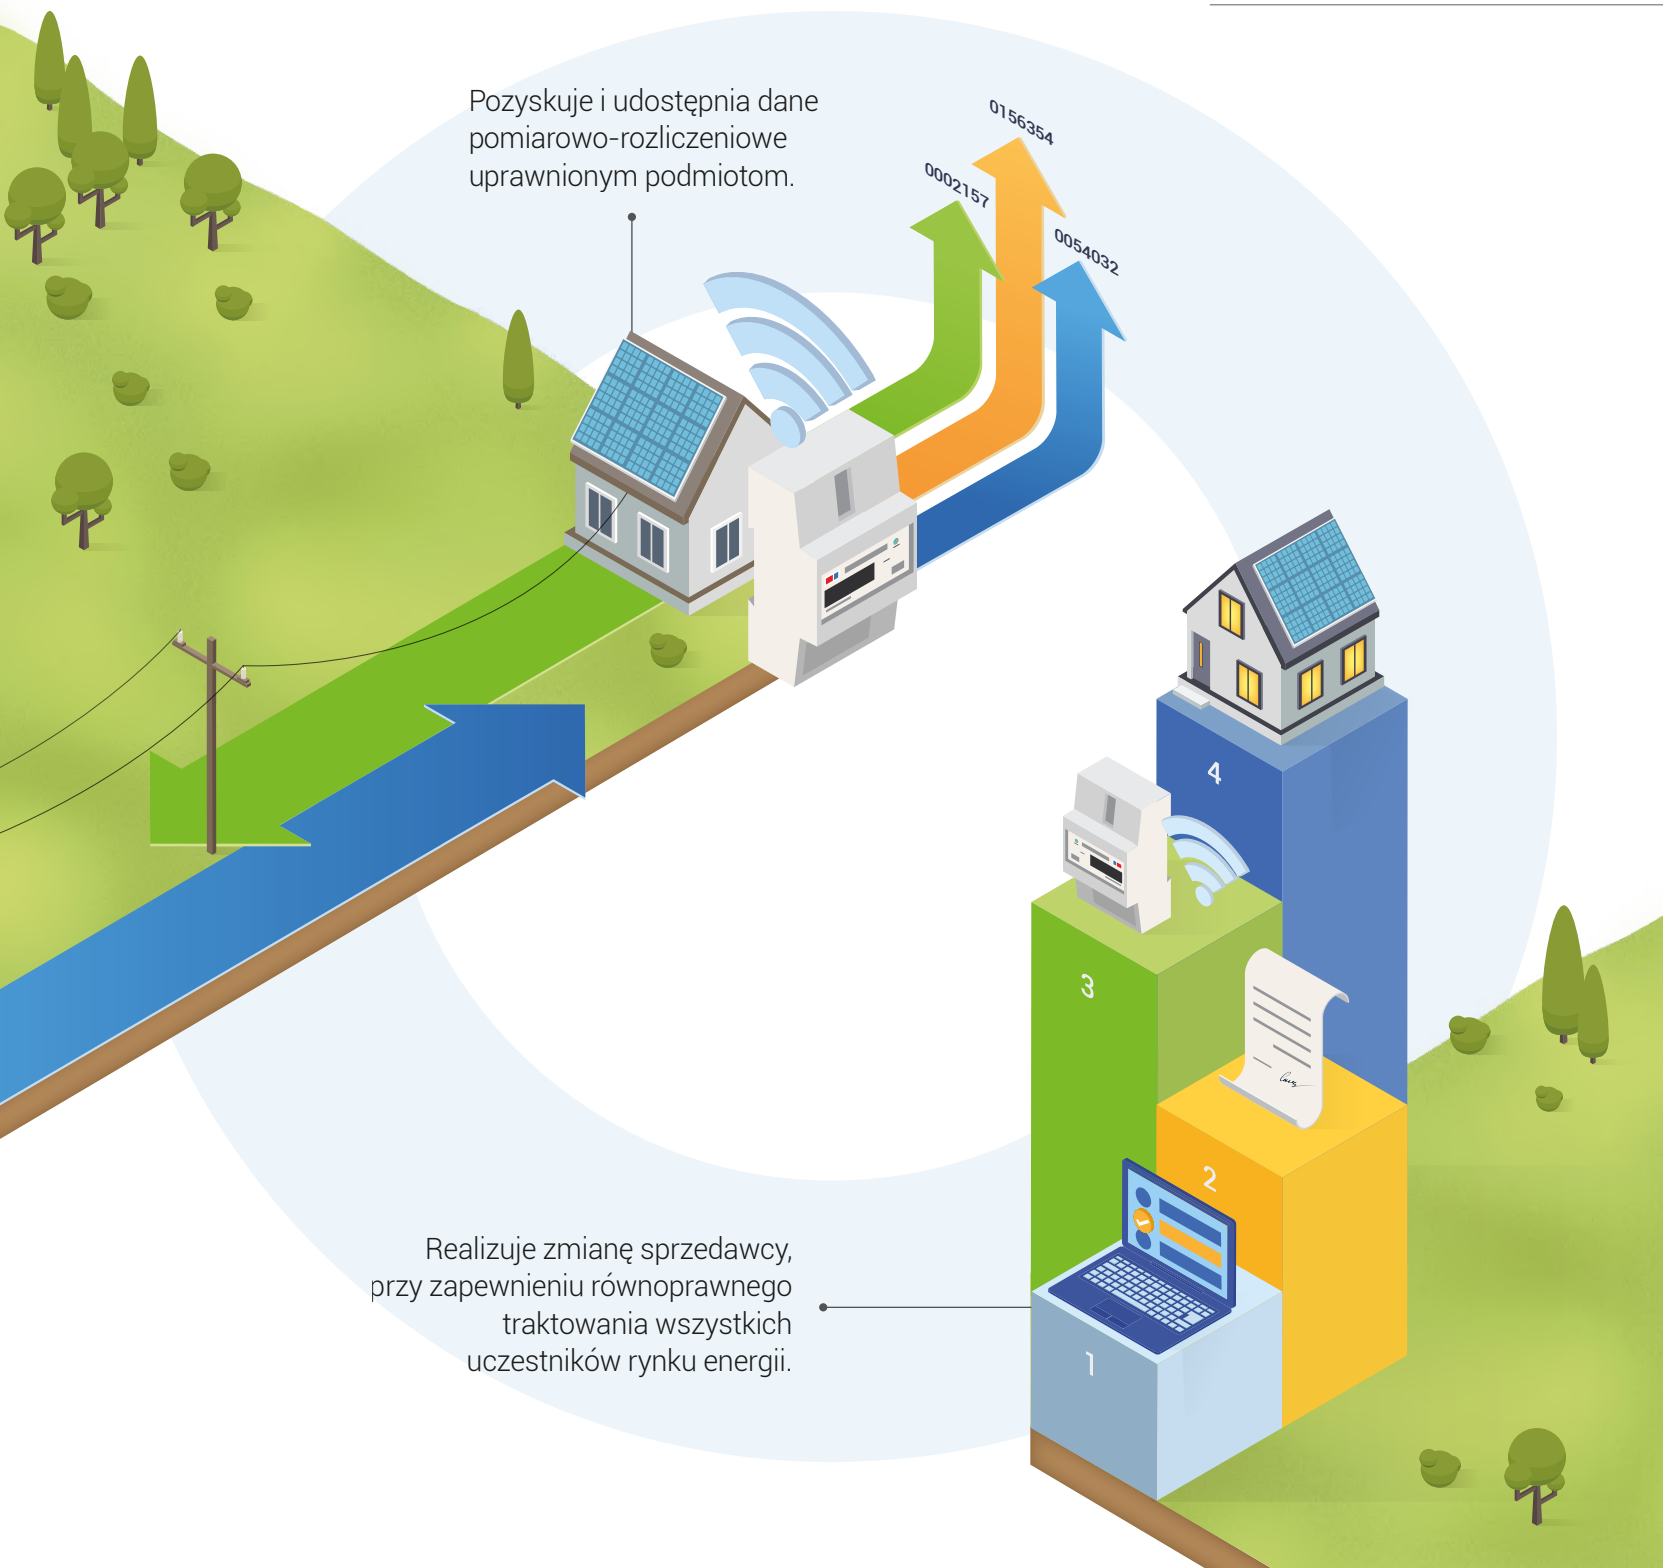 Pozyskuje i udostępnia dane
pomiarowo-rozliczeniowe
uprawnionym podmiotom.
0156354
0002157
0054032
4
3
2
1
Realizuje zmianę sprzedawcy,
przy zapewnieniu równoprawnego
traktowania wszystkich
uczestników rynku energii.